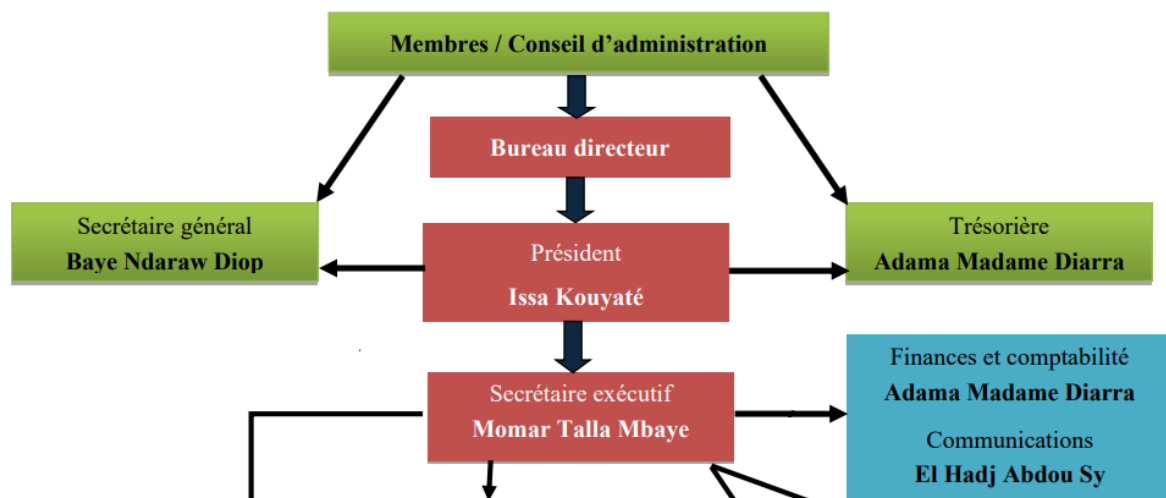 Membres / Conseil d’administration
Bureau directeur
Secrétaire général
Baye Ndaraw Diop
Président
Issa Kouyaté
Trésorière
Adama Madame Diarra
Secrétaire exécutif
Momar Talla Mbaye
Finances et comptabilité
Adama Madame Diarra
Communications
El Hadj Abdou Sy